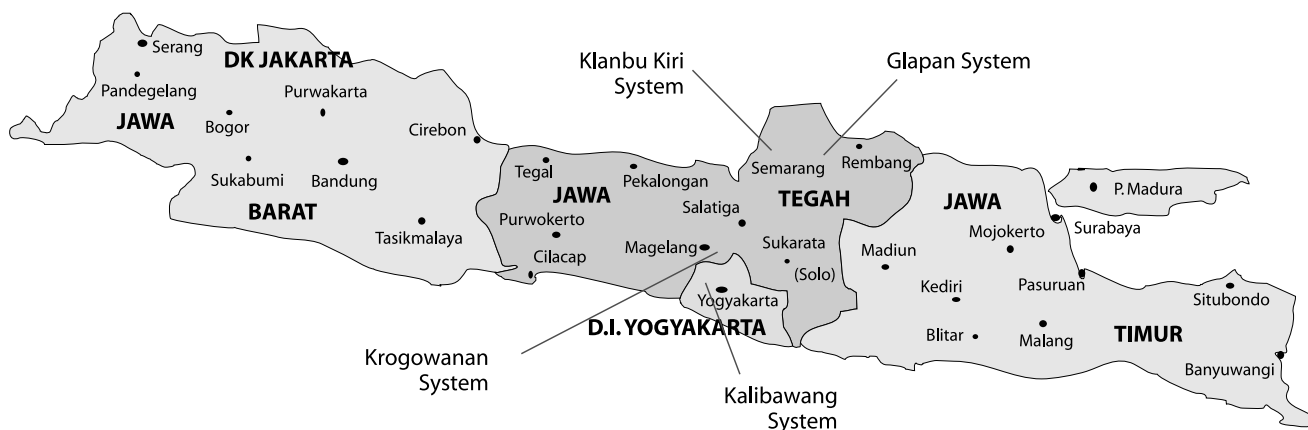 Klanbu Kiri
System
Glapan System
Serang
DK JAKARTA
Pandegelang
Purwakarta
JAWA
Bogor
Cirebon
Sukabumi
Bandung
BARAT
Tasikmalaya
Tegal
Pekalongan
Semarang
Rembang
JAWA
TEGAH
Salatiga
Purwokerto
Magelang
Sukarata
(Solo)
Cilacap
Yogyakarta
D.I. YOGYAKARTA
JAWA
P. Madura
Surabaya
Mojokerto
Madiun
Kediri
Pasuruan
Situbondo
Blitar
Malang
TIMUR
Banyuwangi
Krogowanan
System
Kalibawang
System